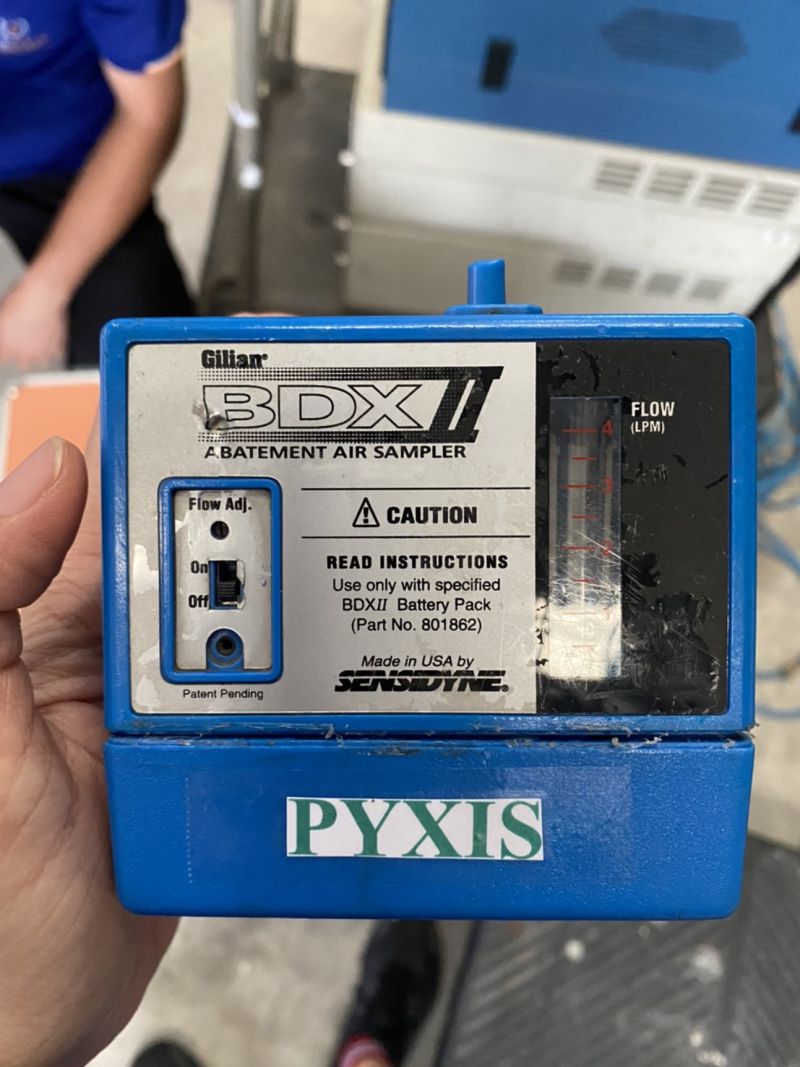 Gilian®
BDX II
ABATEMENT AIR SAMPLER
Flow Adj.
On
Off
Patent Pending
CAUTION
READ INSTRUCTIONS
Use only with specified
BDXII Battery Pack
(Part No. 801862)
Made in USA by
SENSIDYNE®
FLOW
(LPM)
4
3
2
1
PYXIS